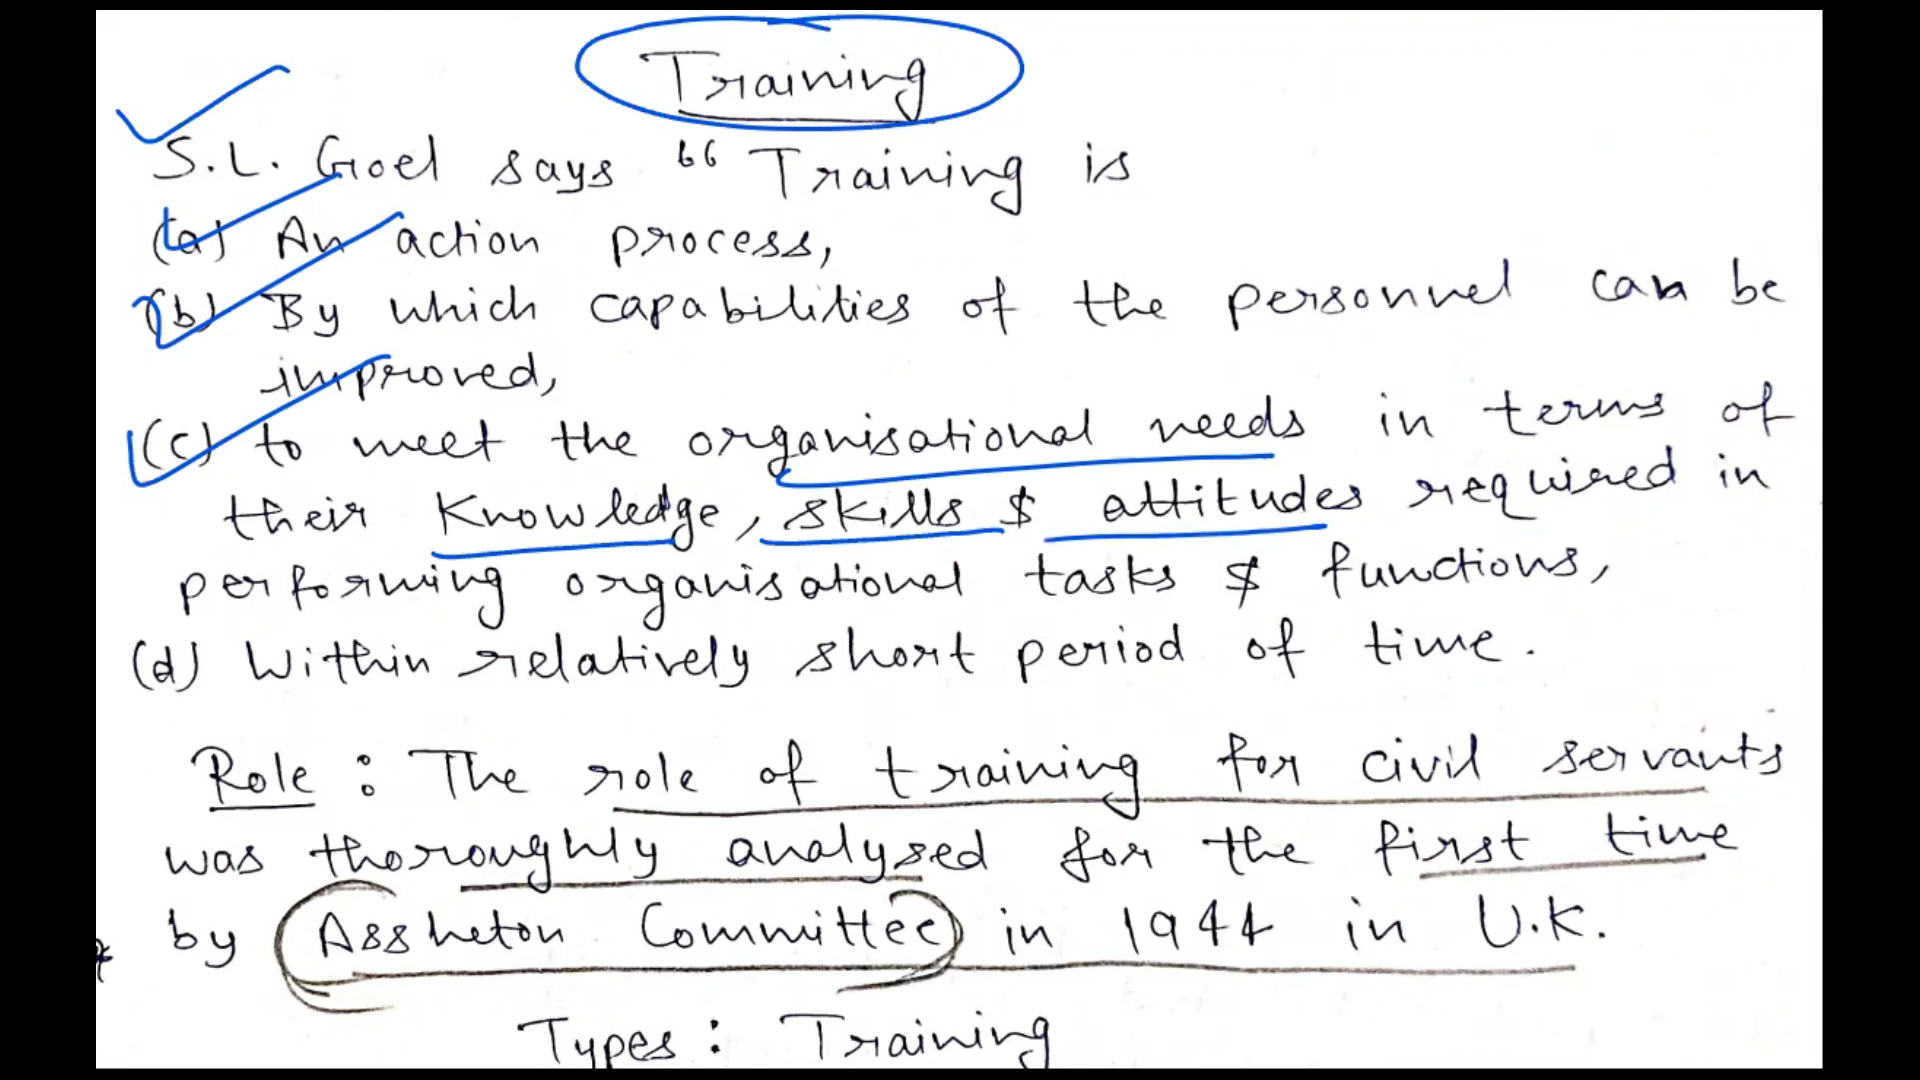 Training
S.L. Goel says “ Training is
(a) An action process,
(b) By which capabilities of the personnel can be
improved,
(c) to meet the organisational needs in terms of
their Knowledge, skills & attitudes required in
performing organisational tasks & functions,
(d) Within relatively short period of time.
Role : The role of training for civil servants
was thoroughly analysed for the first time
by Assheton Committee in 1944 in U.K.
Types : Training